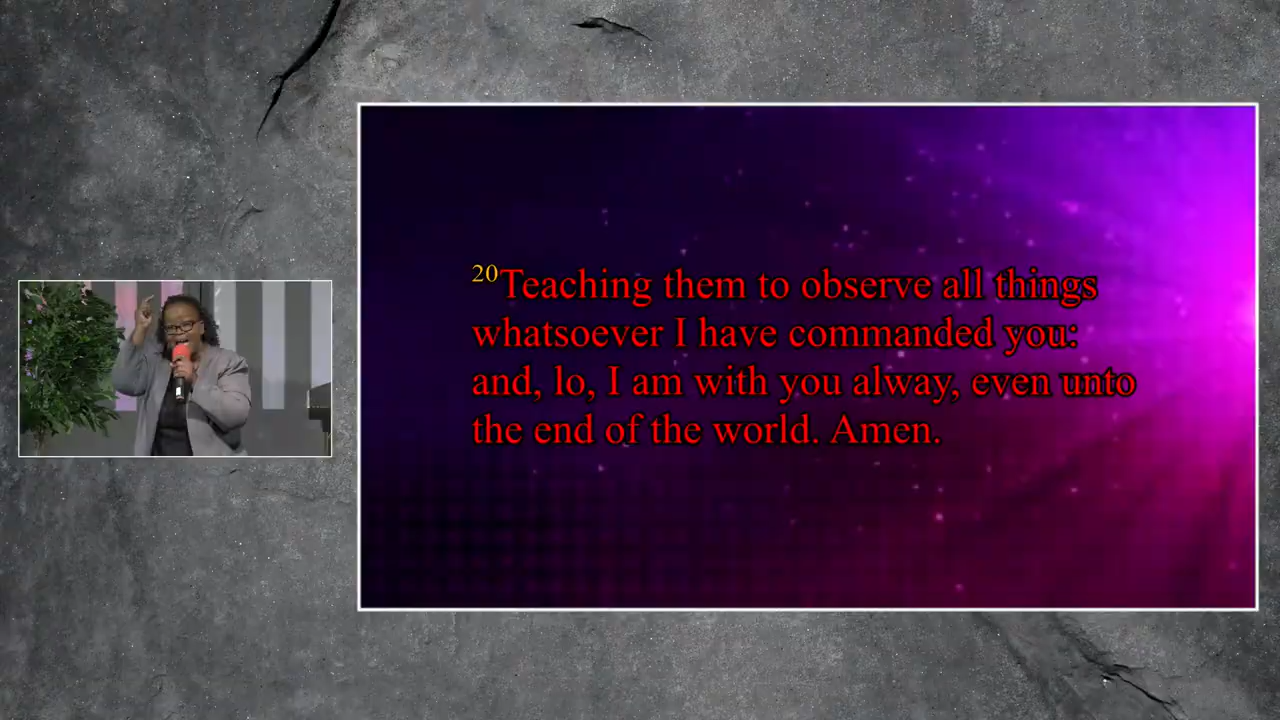 20Teaching them to observe all things
whatsoever I have commanded you:
and, lo, I am with you alway, even unto
the end of the world. Amen.